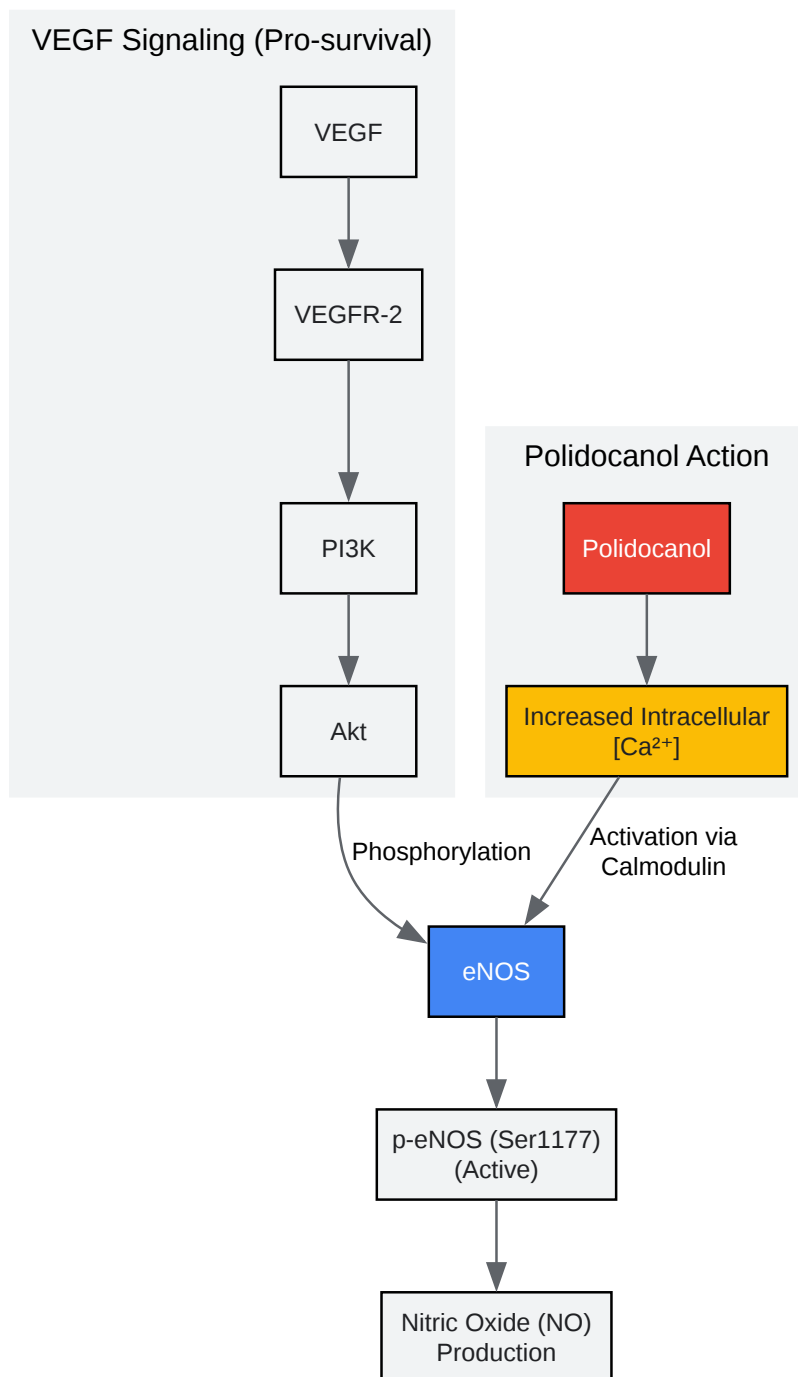 VEGF Signaling (Pro-survival)
VEGF
VEGFR-2
PI3K
Akt
Polidocanol Action
Polidocanol
Increased Intracellular
[Ca²⁺]
Phosphorylation
Activation via
Calmodulin
eNOS
p-eNOS (Ser1177)
(Active)
Nitric Oxide (NO)
Production